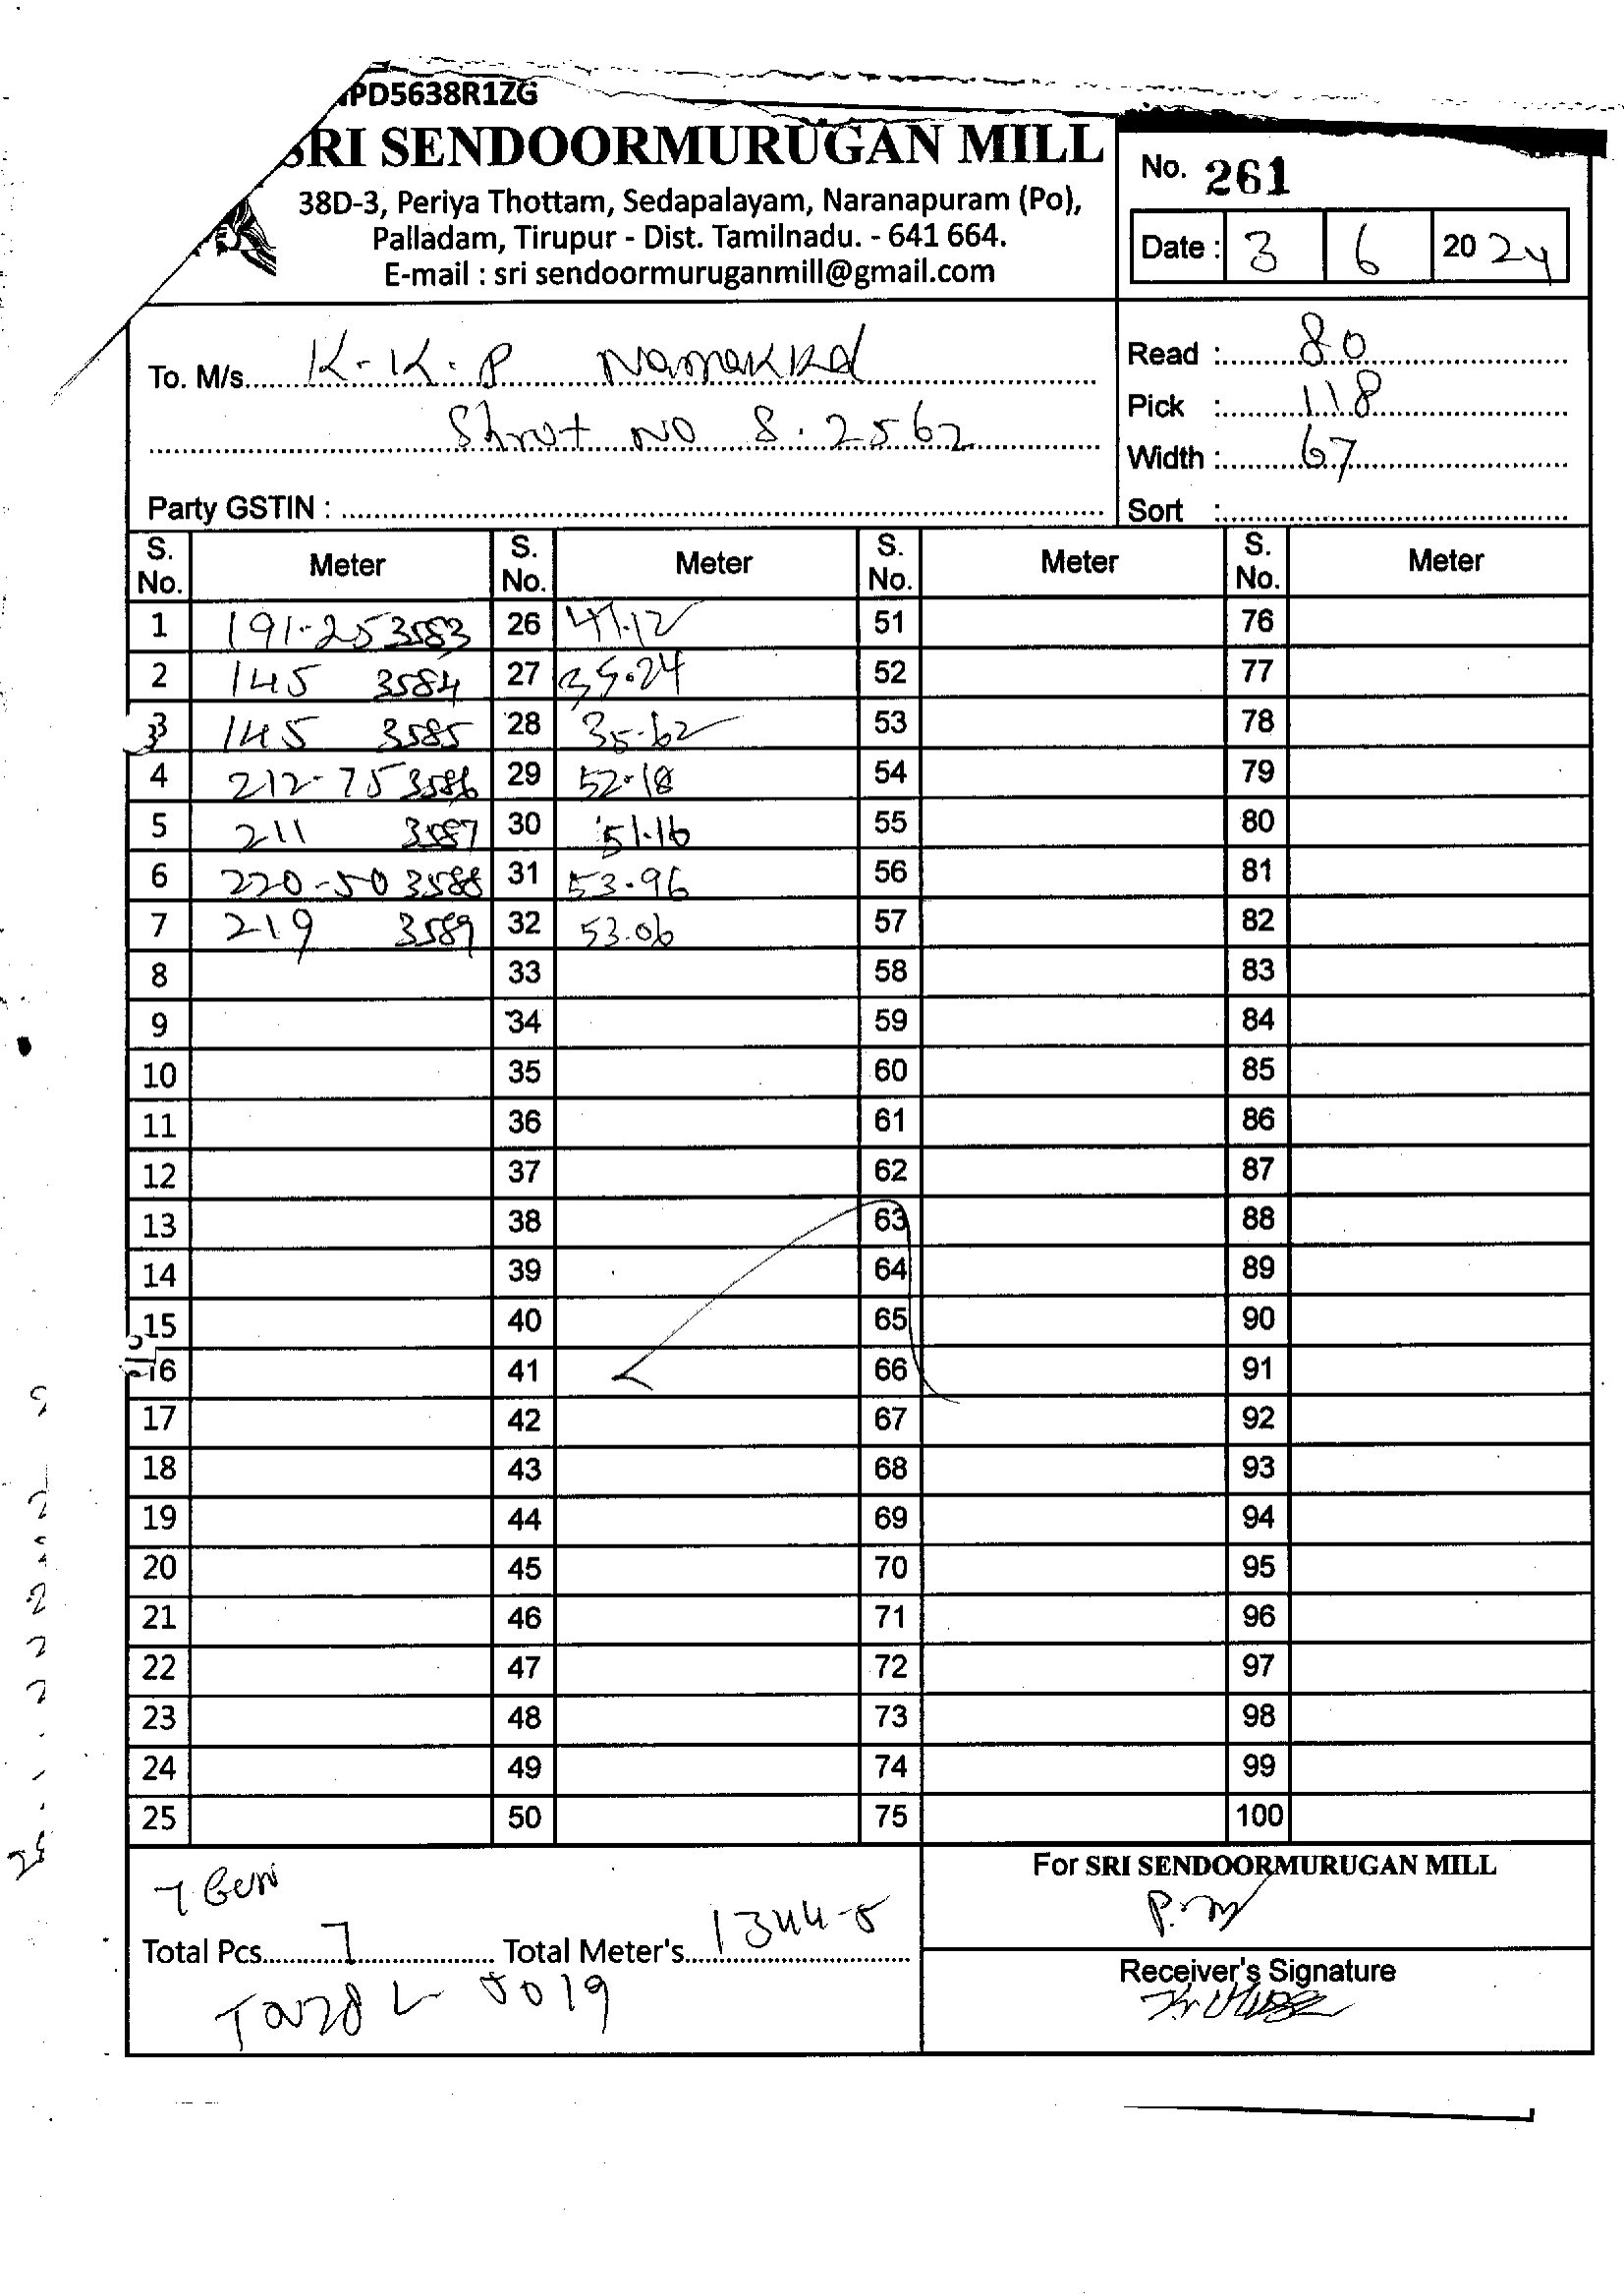 PD5638R1ZG
SRI SENDOORMURUGAN MILL
38D-3, Periya Thottam, Sedapalayam, Naranapuram (Po),
Palladam, Tirupur - Dist. Tamilnadu. - 641 664.
E-mail : sri sendoormuruganmill@gmail.com
No. 261
Date : 3 6 2024
To. M/s. K.K.P Namakkal
No 8.2562
Party GSTIN :
Read : 80
Pick : 118
Width : 67
Sort :
S. No. Meter S. No. Meter S. No. Meter S. No. Meter
1 191-25 3583 26 47.12 51 76
2 145 3584 27 35.24 52 77
3 145 3585 28 35.62 53 78
4 212-75 3586 29 52.18 54 79
5 211 3587 30 51.16 55 80
6 220-50 3588 31 53.96 56 81
7 219 3589 32 53.06 57 82
8 33 58 83
9 34 59 84
10 35 60 85
11 36 61 86
12 37 62 87
13 38 63 88
14 39 64 89
15 40 65 90
16 41 66 91
17 42 67 92
18 43 68 93
19 44 69 94
20 45 70 95
21 46 71 96
22 47 72 97
23 48 73 98
24 49 74 99
25 50 75 100
7
Total Pcs. 7 Total Meter's. 1344-5
5019
For SRI SENDOORMURUGAN MILL
Receiver's Signature